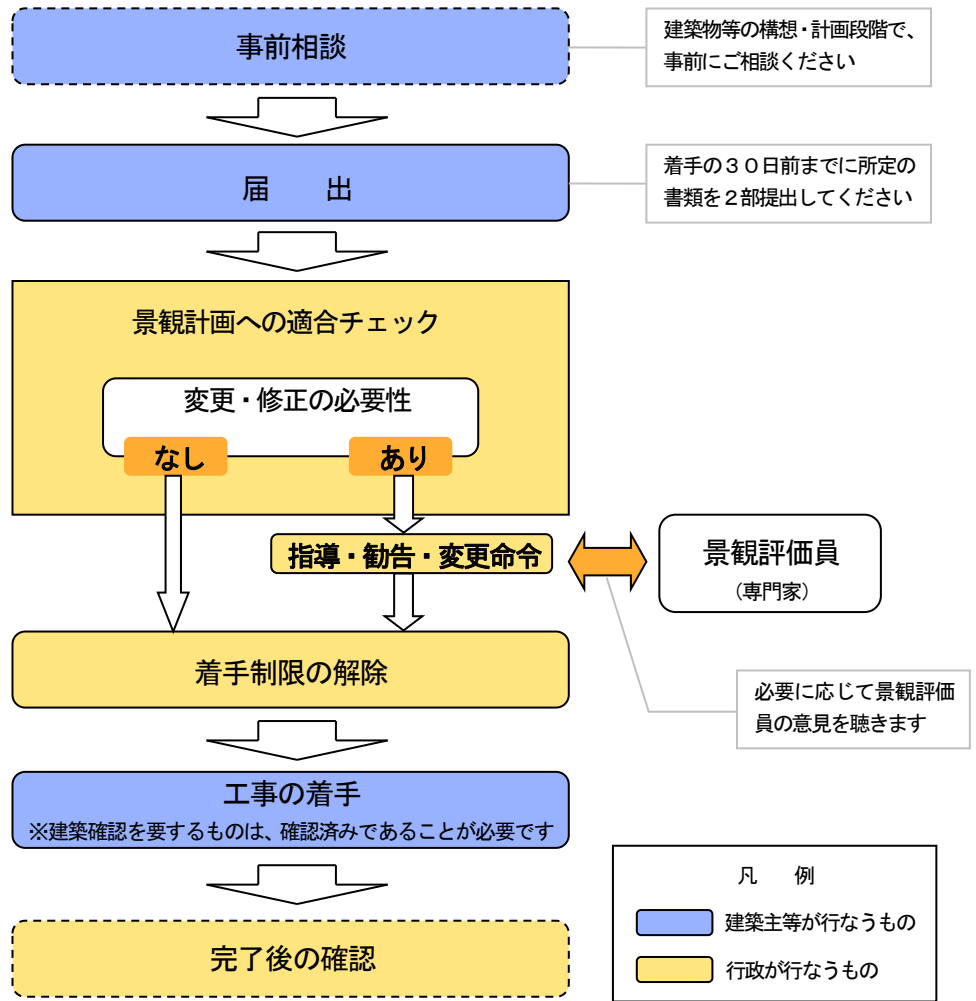 事前相談
建築物等の構想・計画段階で、
事前にご相談ください
届　出
着手の３０日前までに所定の
書類を２部提出してください
景観計画への適合チェック
変更・修正の必要性
なし
あり
指導・勧告・変更命令
景観評価員
（専門家）
着手制限の解除
必要に応じて景観評価
員の意見を聴きます
工事の着手
※建築確認を要するものは、確認済みであることが必要です
凡　例
建築主等が行なうもの
行政が行なうもの
完了後の確認